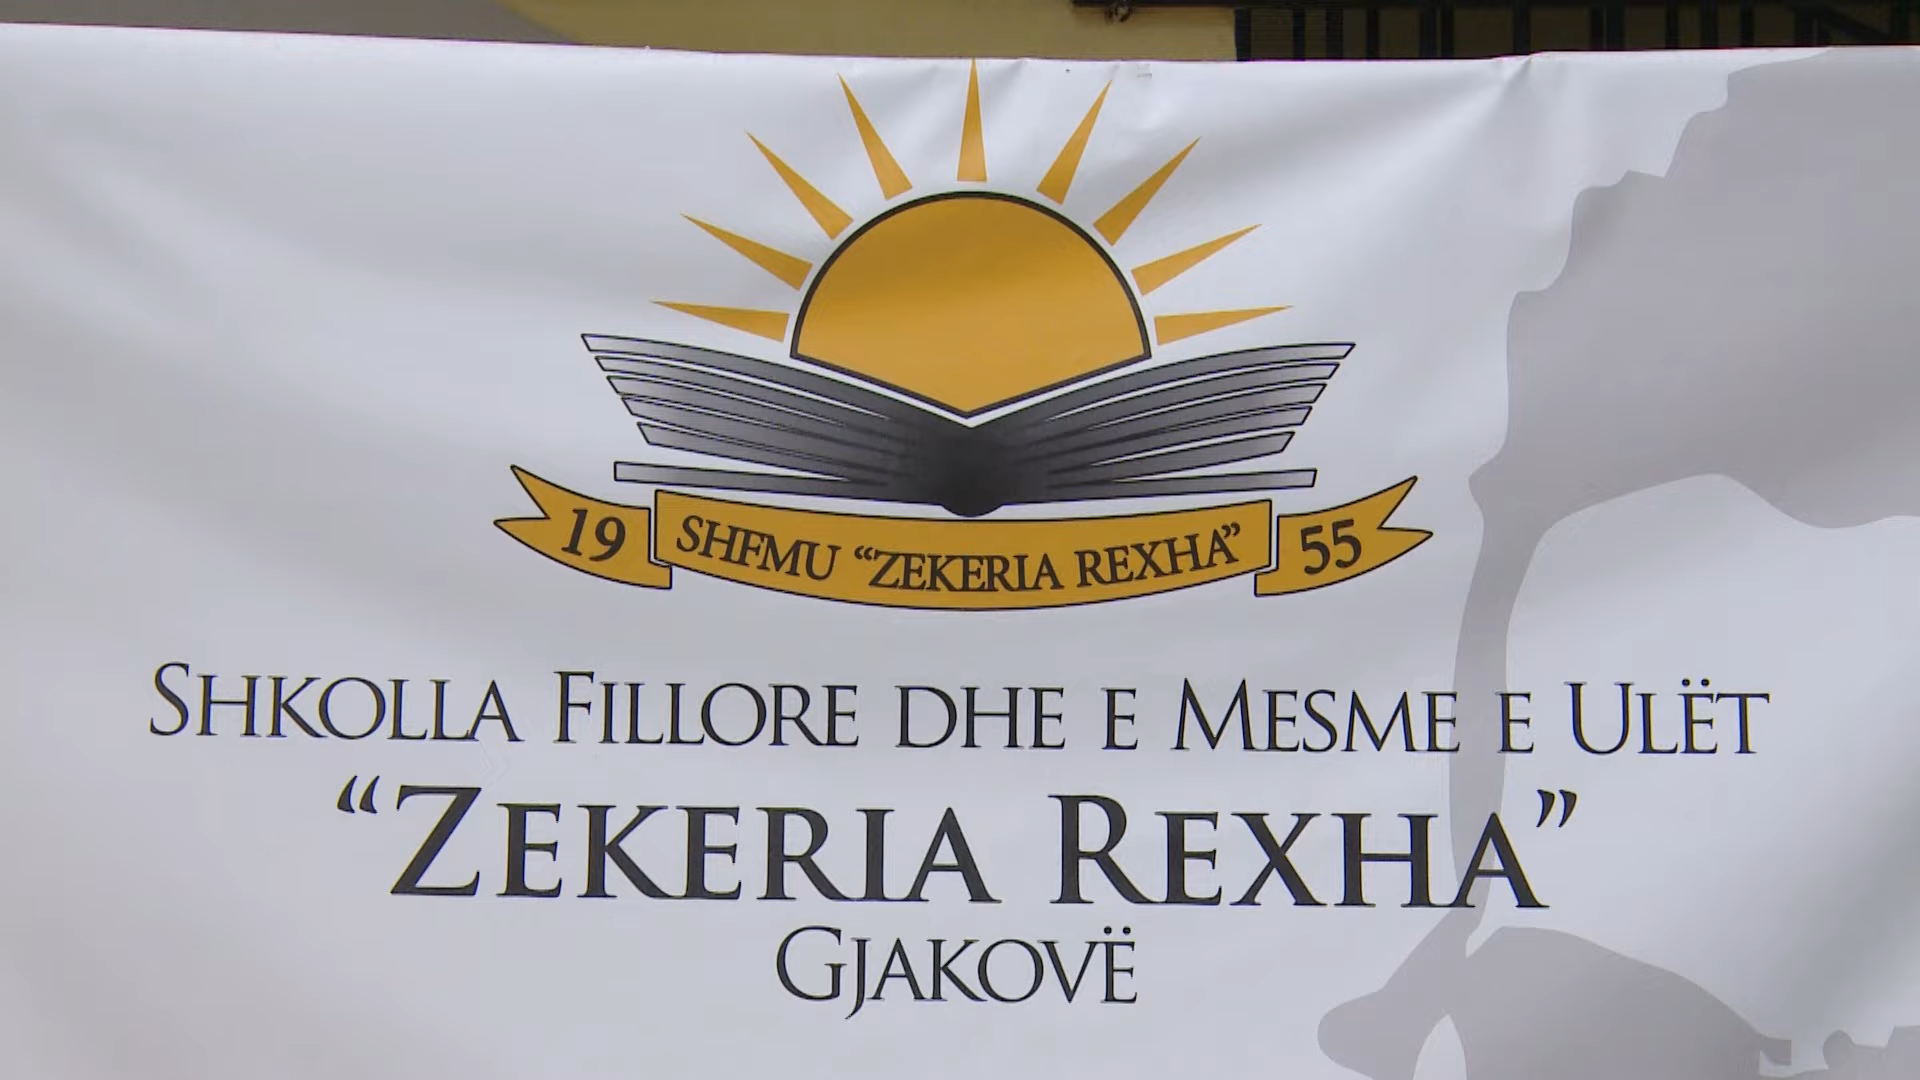 19 SHFMU “ZEKERIA REXHA” 55
SHKOLLA FILLORE DHE E MESME E ULËT
“ZEKERIA REXHA”
GJAKOVË